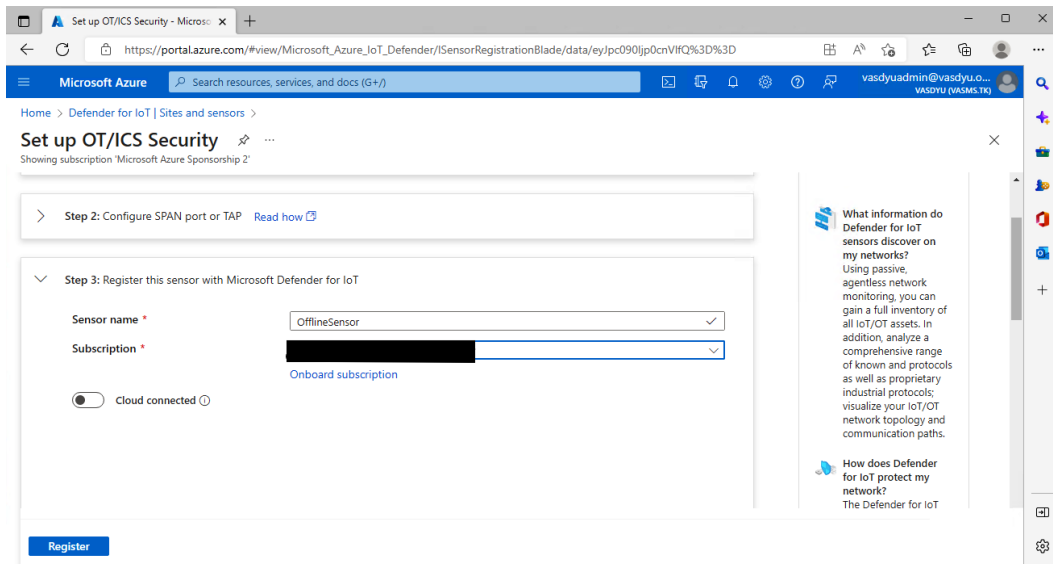 Set up OT/ICS Security - Microso
https://portal.azure.com/#view/Microsoft_Azure_IoT_Defender/ISensorRegistrationBlade/data/eyJpc090Ijp0cnVlfQ%3D%3D
Microsoft Azure
Search resources, services, and docs (G+/)
vasdyuadmin@vasdyu.o...
VASDYU (VASMS.TK)
Home > Defender for IoT | Sites and sensors >
Set up OT/ICS Security
Showing subscription 'Microsoft Azure Sponsorship 2'
Step 2: Configure SPAN port or TAP Read how
Step 3: Register this sensor with Microsoft Defender for IoT
Sensor name * OfflineSensor
Subscription *
Onboard subscription
Cloud connected
Register
What information do
Defender for IoT
sensors discover on
my networks?
Using passive,
agentless network
monitoring, you can
gain a full inventory of
all IoT/OT assets. In
addition, analyze a
comprehensive range
of known and protocols
as well as proprietary
industrial protocols;
visualize your IoT/OT
network topology and
communication paths.
How does Defender
for IoT protect my
network?
The Defender for IoT